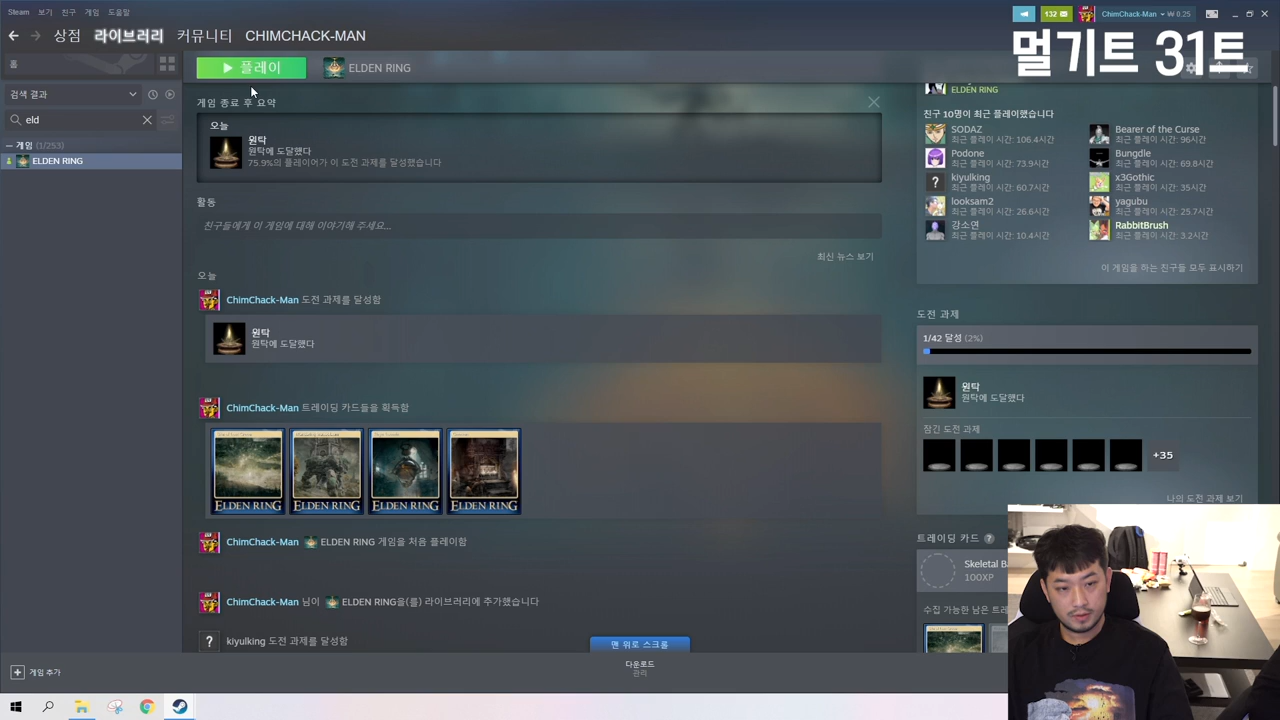 Steam 보기 친구 게임 도움말
132 ChimChack-Man ₩ 0.25
상점 라이브러리 커뮤니티 CHIMCHACK-MAN
멀기트 31트
홈
플레이 ELDEN RING
검색 결과
eld
게임 (1/253)
ELDEN RING
게임 종료 후 요약
오늘
원탁
원탁에 도달했다
75.9%의 플레이어가 이 도전 과제를 달성했습니다
활동
친구들에게 이 게임에 대해 이야기해 주세요...
최신 뉴스 보기
오늘
ChimChack-Man 도전 과제를 달성함
원탁
원탁에 도달했다
ChimChack-Man 트레이딩 카드들을 획득함
ELDEN RING ELDEN RING ELDEN RING ELDEN RING
ChimChack-Man ELDEN RING 게임을 처음 플레이함
ChimChack-Man 님이 ELDEN RING을(를) 라이브러리에 추가했습니다
? kiyulking 도전 과제를 달성함
맨 위로 스크롤
ELDEN RING
친구 10명이 최근 플레이했습니다
SODAZ
최근 플레이 시간: 106.4시간
Bearer of the Curse
최근 플레이 시간: 96시간
Podone
최근 플레이 시간: 73.9시간
Bungdle
최근 플레이 시간: 69.8시간
? kiyulking
최근 플레이 시간: 60.7시간
x3Gothic
최근 플레이 시간: 35시간
looksam2
최근 플레이 시간: 26.6시간
yagubu
최근 플레이 시간: 25.7시간
강소연
최근 플레이 시간: 10.4시간
RabbitBrush
최근 플레이 시간: 3.2시간
이 게임을 하는 친구들 모두 표시하기
도전 과제
1/42 달성 (2%)
원탁
원탁에 도달했다
잠긴 도전 과제
+35
나의 도전 과제 보기
트레이딩 카드 ?
Skeletal B
100XP
수집 가능한 남은 트레
게임 추가
다운로드
관리